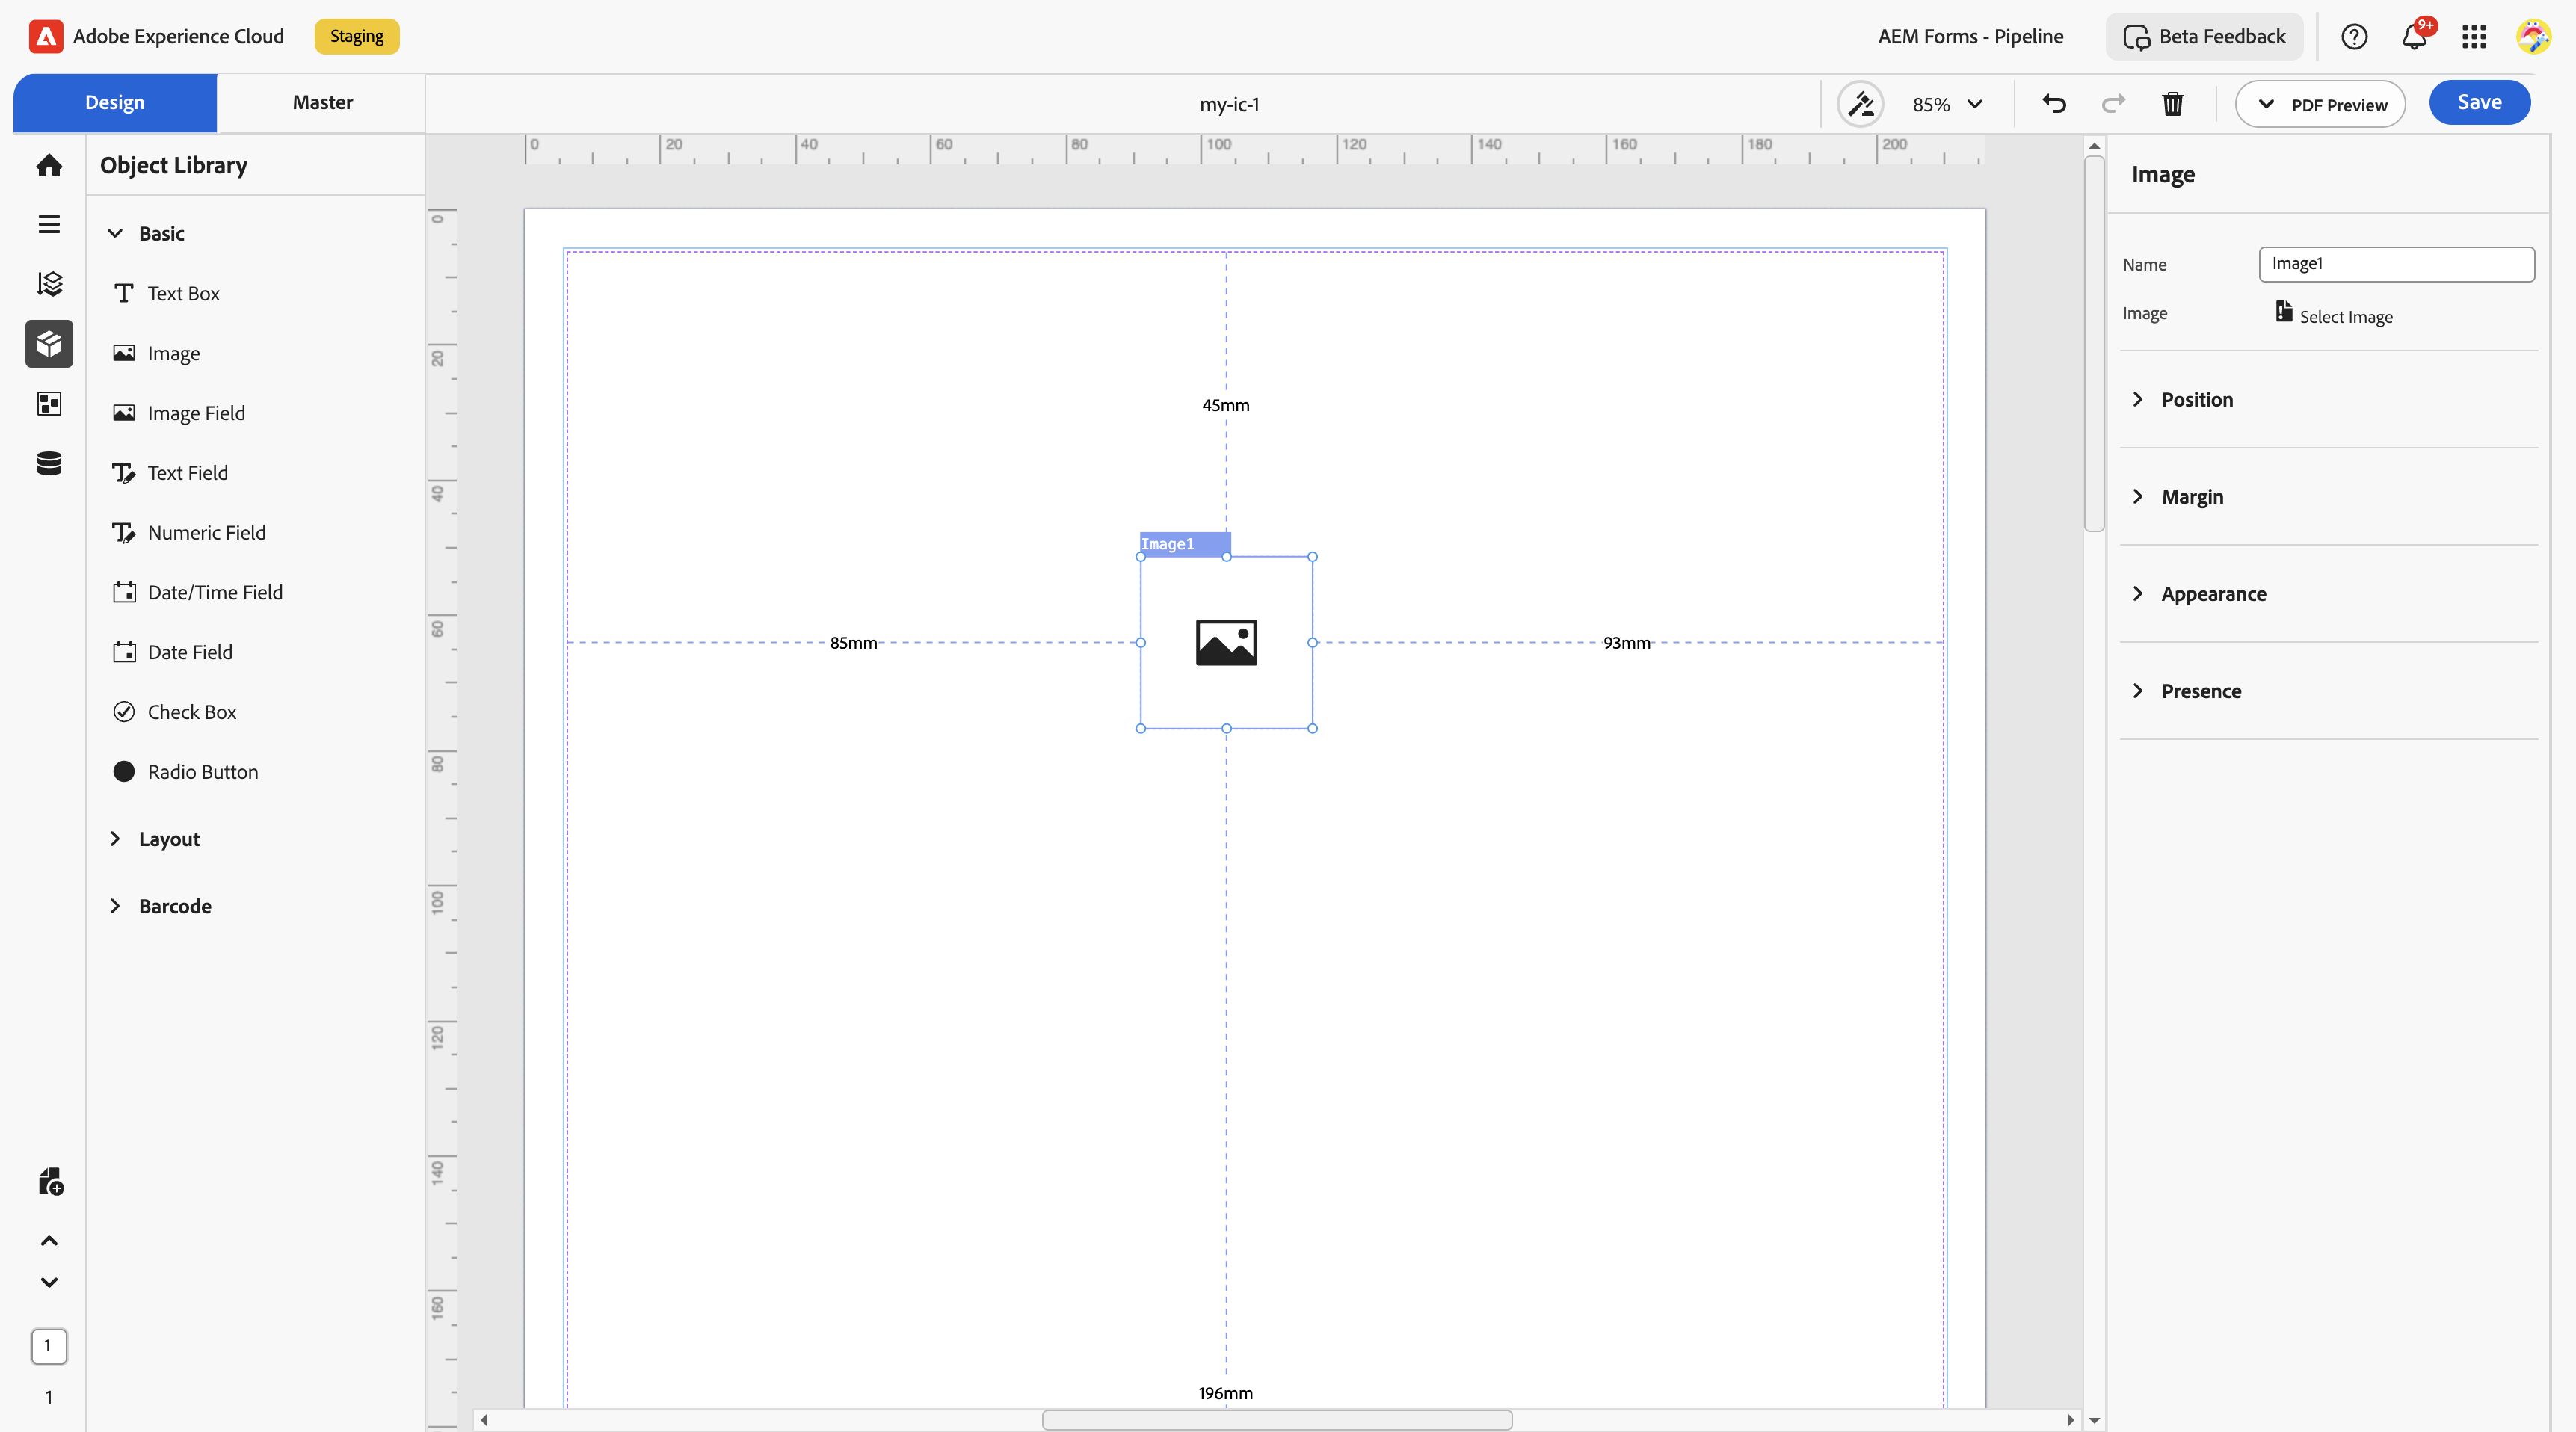 Adobe Experience Cloud
Staging
AEM Forms - Pipeline
Beta Feedback
9+
Design
Master
my-ic-1
85%
PDF Preview
Save
Object Library
Basic
Text Box
Image
Image Field
Text Field
Numeric Field
Date/Time Field
Date Field
Check Box
Radio Button
Layout
Barcode
1
1
0 20 40 60 80 100 120 140 160 180 200
0
20
40
60
80
100
120
140
160
45mm
Image1
85mm
93mm
196mm
Image
Name
Image1
Image
Select Image
Position
Margin
Appearance
Presence